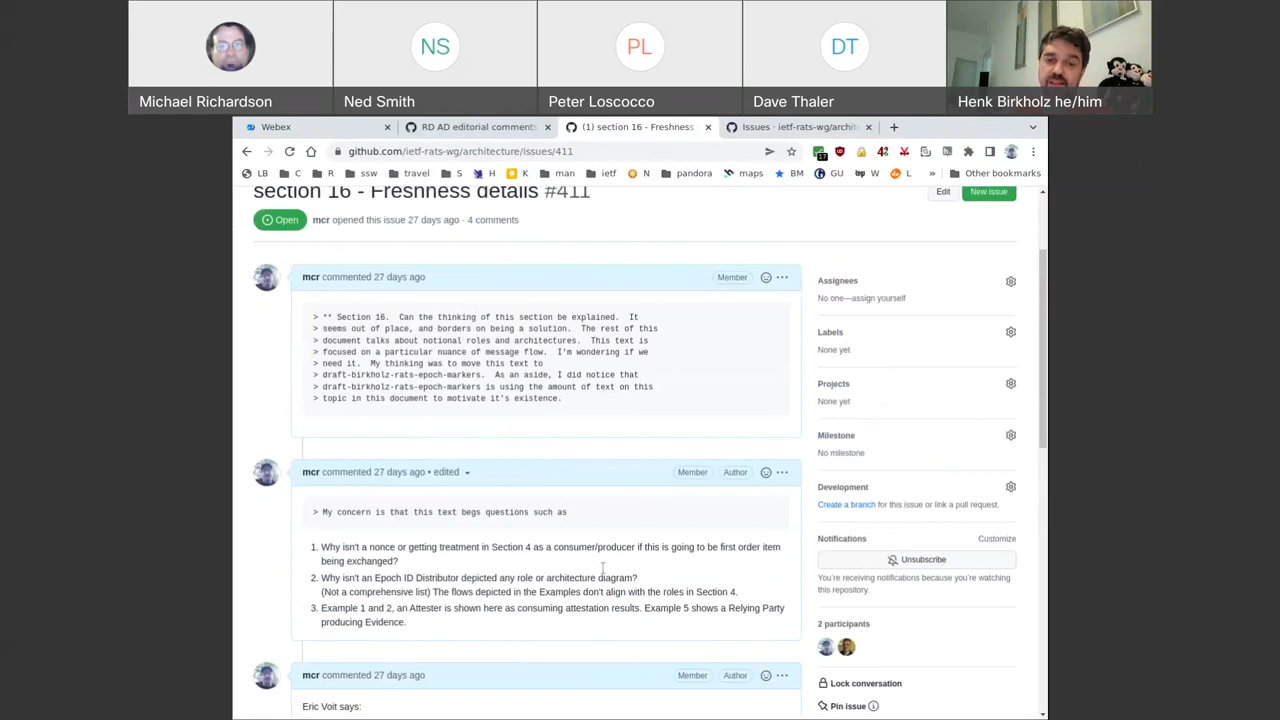 NS
PL
DT
Michael Richardson
Ned Smith
Peter Loscocco
Dave Thaler
Henk Birkholz he/him
Webex
RD AD editorial comments
(1) section 16 - Freshness
Issues · ietf-rats-wg/archite
github.com/ietf-rats-wg/architecture/issues/411
17
LB
C
R
ssw
travel
S
H
K
man
ietf
N
pandora
maps
BM
GU
W
L
»
Other bookmarks
section 16 - Freshness details #411
Edit
New issue
Open
mcr opened this issue 27 days ago · 4 comments
mcr commented 27 days ago
Member
> ** Section 16. Can the thinking of this section be explained. It
> seems out of place, and borders on being a solution. The rest of this
> document talks about notional roles and architectures. This text is
> focused on a particular nuance of message flow. I'm wondering if we
> need it. My thinking was to move this text to
> draft-birkholz-rats-epoch-markers. As an aside, I did notice that
> draft-birkholz-rats-epoch-markers is using the amount of text on this
> topic in this document to motivate it's existence.
mcr commented 27 days ago • edited
Member
Author
> My concern is that this text begs questions such as
1. Why isn't a nonce or getting treatment in Section 4 as a consumer/producer if this is going to be first order item
being exchanged?
2. Why isn't an Epoch ID Distributor depicted any role or architecture diagram?
(Not a comprehensive list) The flows depicted in the Examples don't align with the roles in Section 4.
3. Example 1 and 2, an Attester is shown here as consuming attestation results. Example 5 shows a Relying Party
producing Evidence.
mcr commented 27 days ago
Member
Author
Eric Voit says:
Assignees
No one—assign yourself
Labels
None yet
Projects
None yet
Milestone
No milestone
Development
Create a branch for this issue or link a pull request.
Notifications
Customize
Unsubscribe
You're receiving notifications because you're watching
this repository.
2 participants
Lock conversation
Pin issue